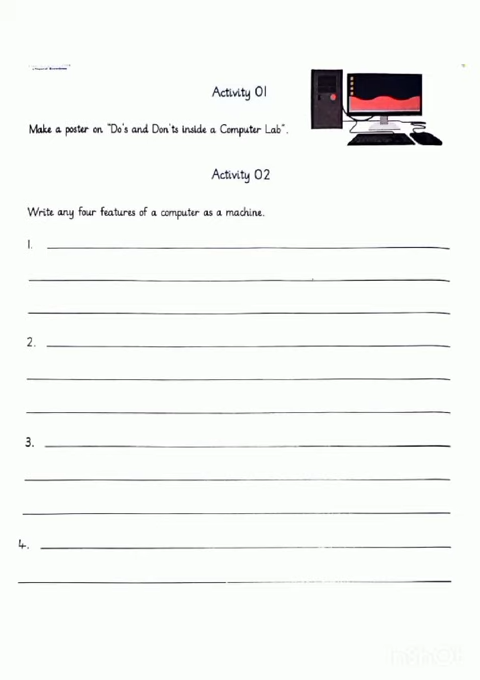 Activity 01
Make a poster on "Do's and Don'ts inside a Computer Lab".
Activity 02
Write any four features of a computer as a machine.
1.
2.
3.
4.
InShOt